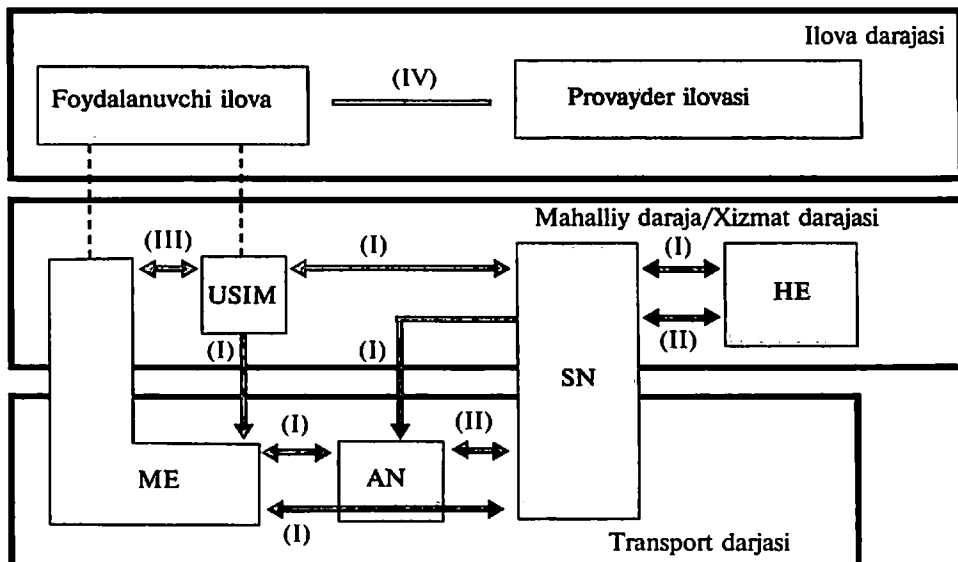 Ilova darajasi
Foydalanuvchi ilova
(IV)
Provayder ilovasi
Mahalliy daraja/Xizmat darajasi
(III)
(I)
(I)
USIM
HE
(I)
(I)
(II)
SN
(I)
(II)
ME
AN
(I)
Transport darjasi